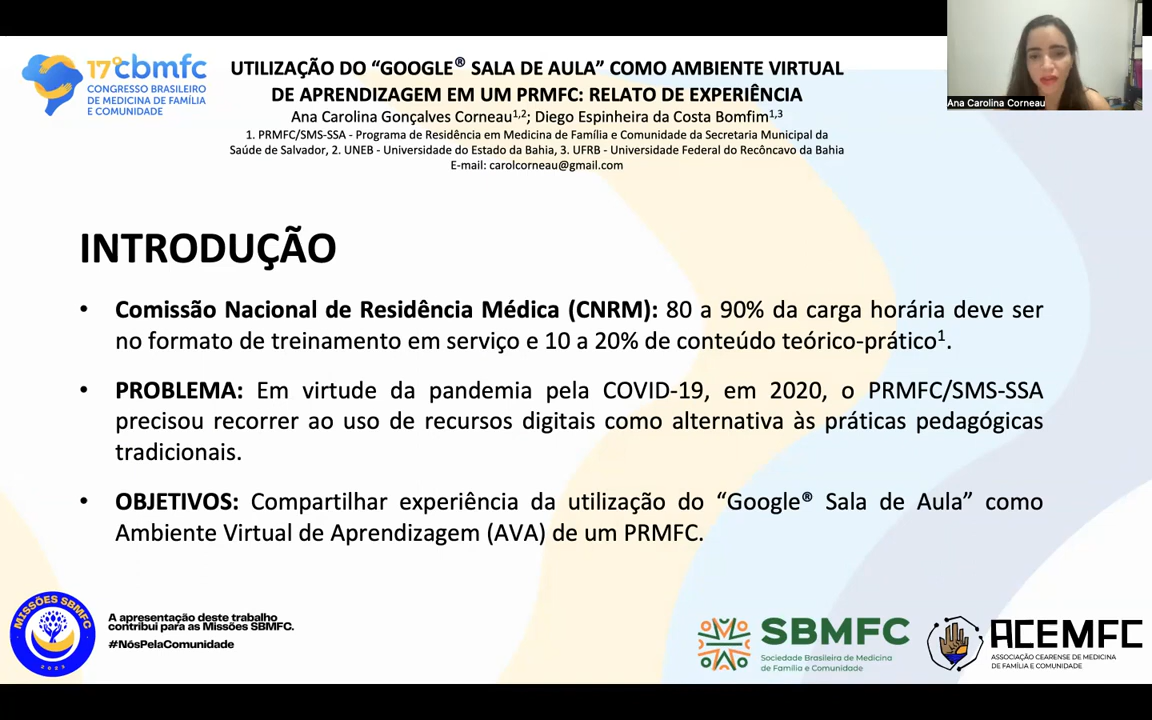 17º cbmfc
CONGRESSO BRASILEIRO
DE MEDICINA DE FAMÍLIA
E COMUNIDADE
UTILIZAÇÃO DO “GOOGLE® SALA DE AULA” COMO AMBIENTE VIRTUAL
DE APRENDIZAGEM EM UM PRMFC: RELATO DE EXPERIÊNCIA
Ana Carolina Gonçalves Corneau1,2; Diego Espinheira da Costa Bomfim1,3
1. PRMFC/SMS-SSA - Programa de Residência em Medicina de Família e Comunidade da Secretaria Municipal da
Saúde de Salvador, 2. UNEB - Universidade do Estado da Bahia, 3. UFRB - Universidade Federal do Recôncavo da Bahia
E-mail: carolcorneau@gmail.com
Ana Carolina Corneau
INTRODUÇÃO
• Comissão Nacional de Residência Médica (CNRM): 80 a 90% da carga horária deve ser
no formato de treinamento em serviço e 10 a 20% de conteúdo teórico-prático1.
• PROBLEMA: Em virtude da pandemia pela COVID-19, em 2020, o PRMFC/SMS-SSA
precisou recorrer ao uso de recursos digitais como alternativa às práticas pedagógicas
tradicionais.
• OBJETIVOS: Compartilhar experiência da utilização do “Google® Sala de Aula” como
Ambiente Virtual de Aprendizagem (AVA) de um PRMFC.
MISSÕES SBMFC
2023
A apresentação deste trabalho
contribui para as Missões SBMFC.
#NósPelaComunidade
SBMFC
Sociedade Brasileira de Medicina
de Família e Comunidade
ACEMFC
ASSOCIAÇÃO CEARENSE DE MEDICINA
DE FAMÍLIA E COMUNIDADE